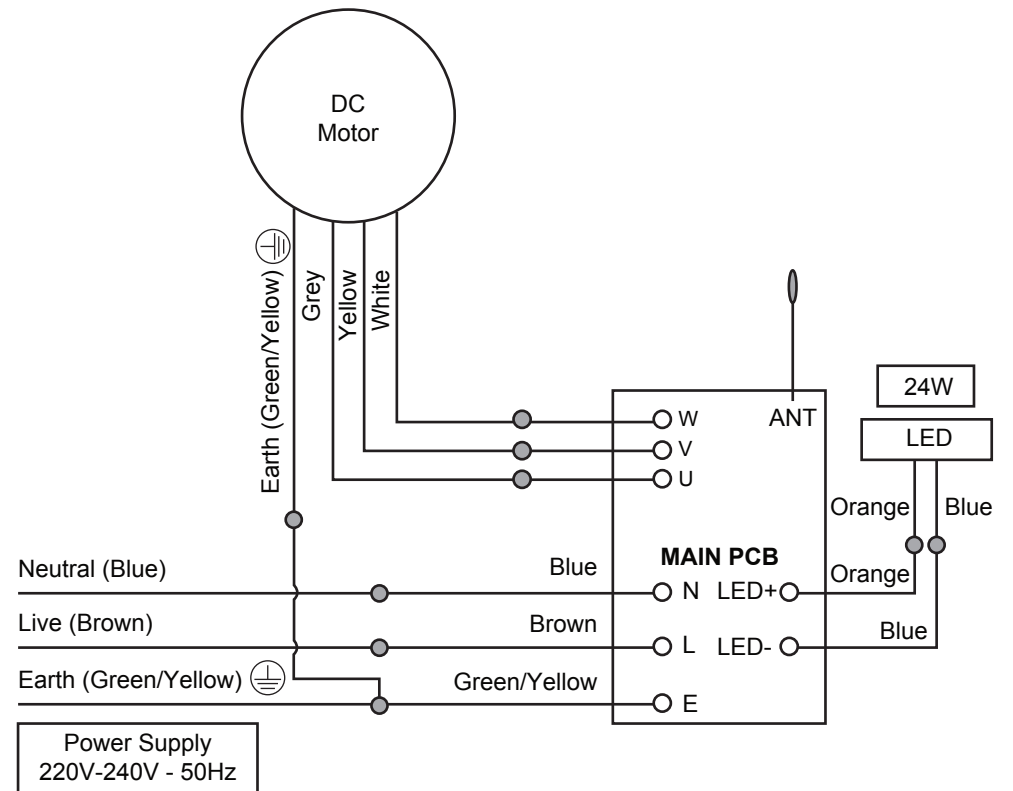 DC
Motor
Earth (Green/Yellow)
Grey
Yellow
White
ANT
24W
LED
W
V
U
Orange
Blue
MAIN PCB
Neutral (Blue)
Blue
N
LED+
Orange
Live (Brown)
Brown
L
LED-
Blue
Earth (Green/Yellow)
Green/Yellow
E
Power Supply
220V-240V - 50Hz